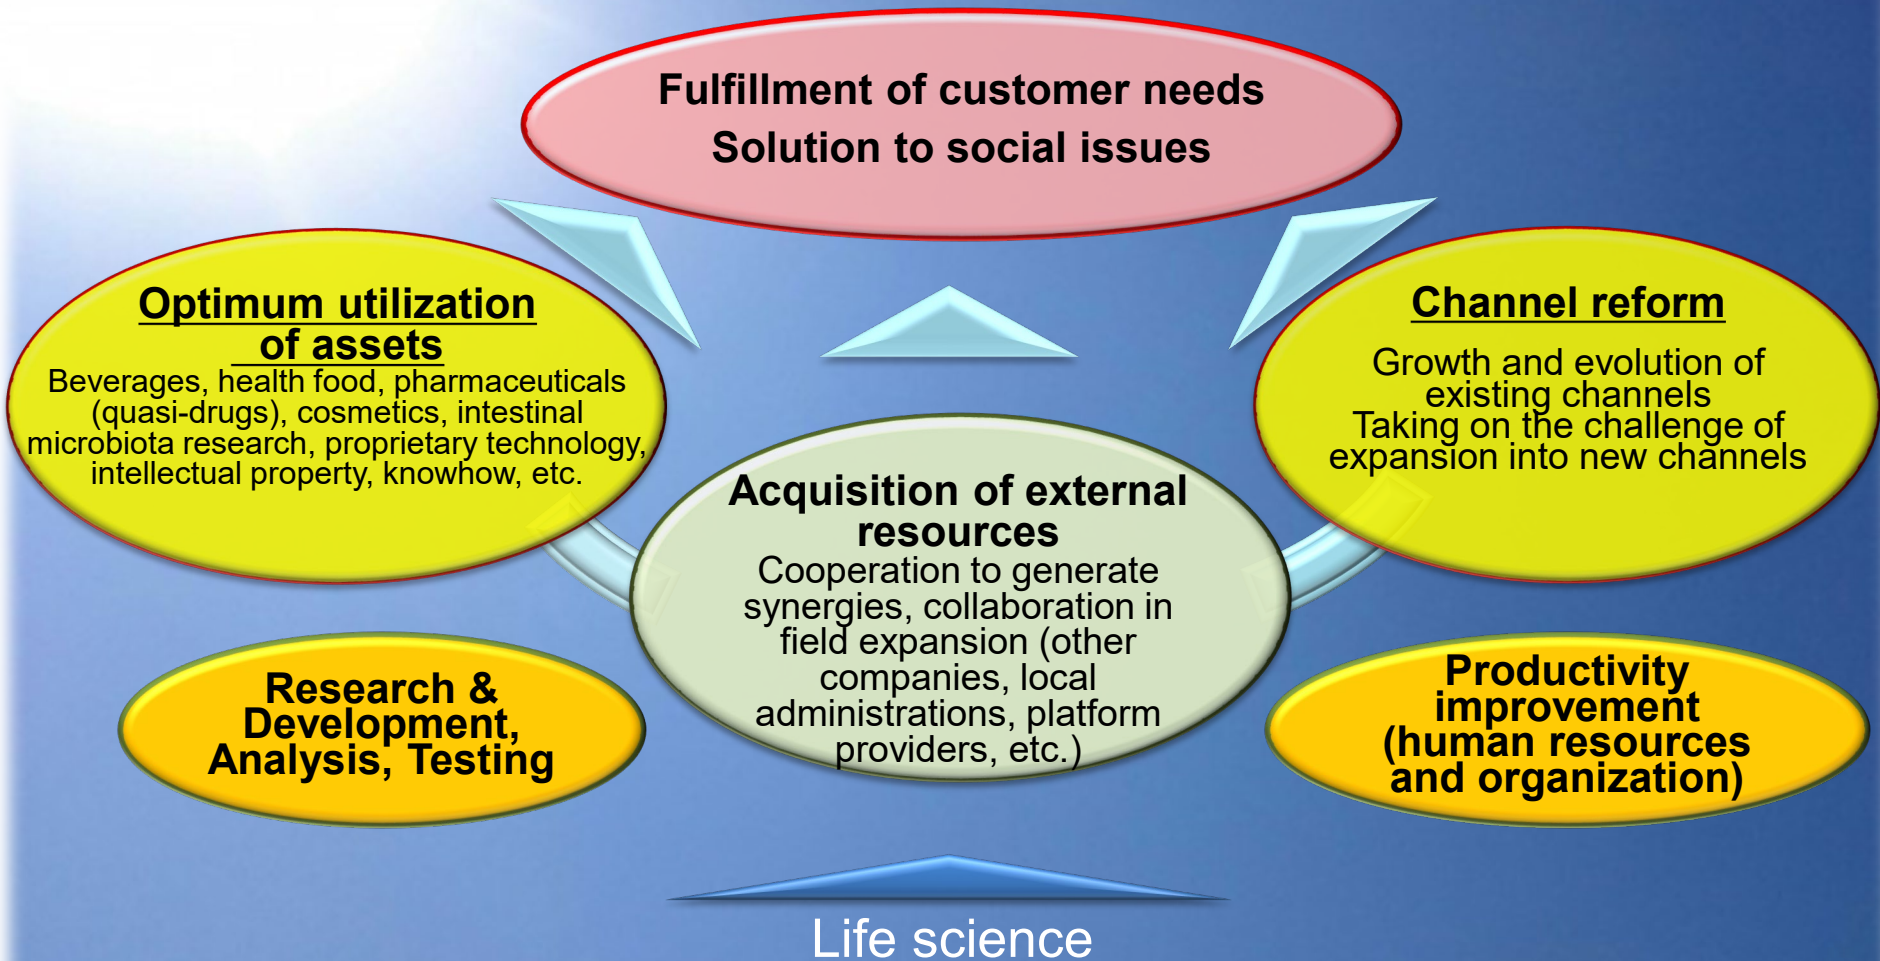 Fulfillment of customer needs
Solution to social issues
Optimum utilization
of assets
Beverages, health food, pharmaceuticals
(quasi-drugs), cosmetics, intestinal
microbiota research, proprietary technology,
intellectual property, knowhow, etc.
Channel reform
Growth and evolution of
existing channels
Taking on the challenge of
expansion into new channels
Acquisition of external
resources
Cooperation to generate
synergies, collaboration in
field expansion (other
companies, local
administrations, platform
providers, etc.)
Research &
Development,
Analysis, Testing
Productivity
improvement
(human resources
and organization)
Life science